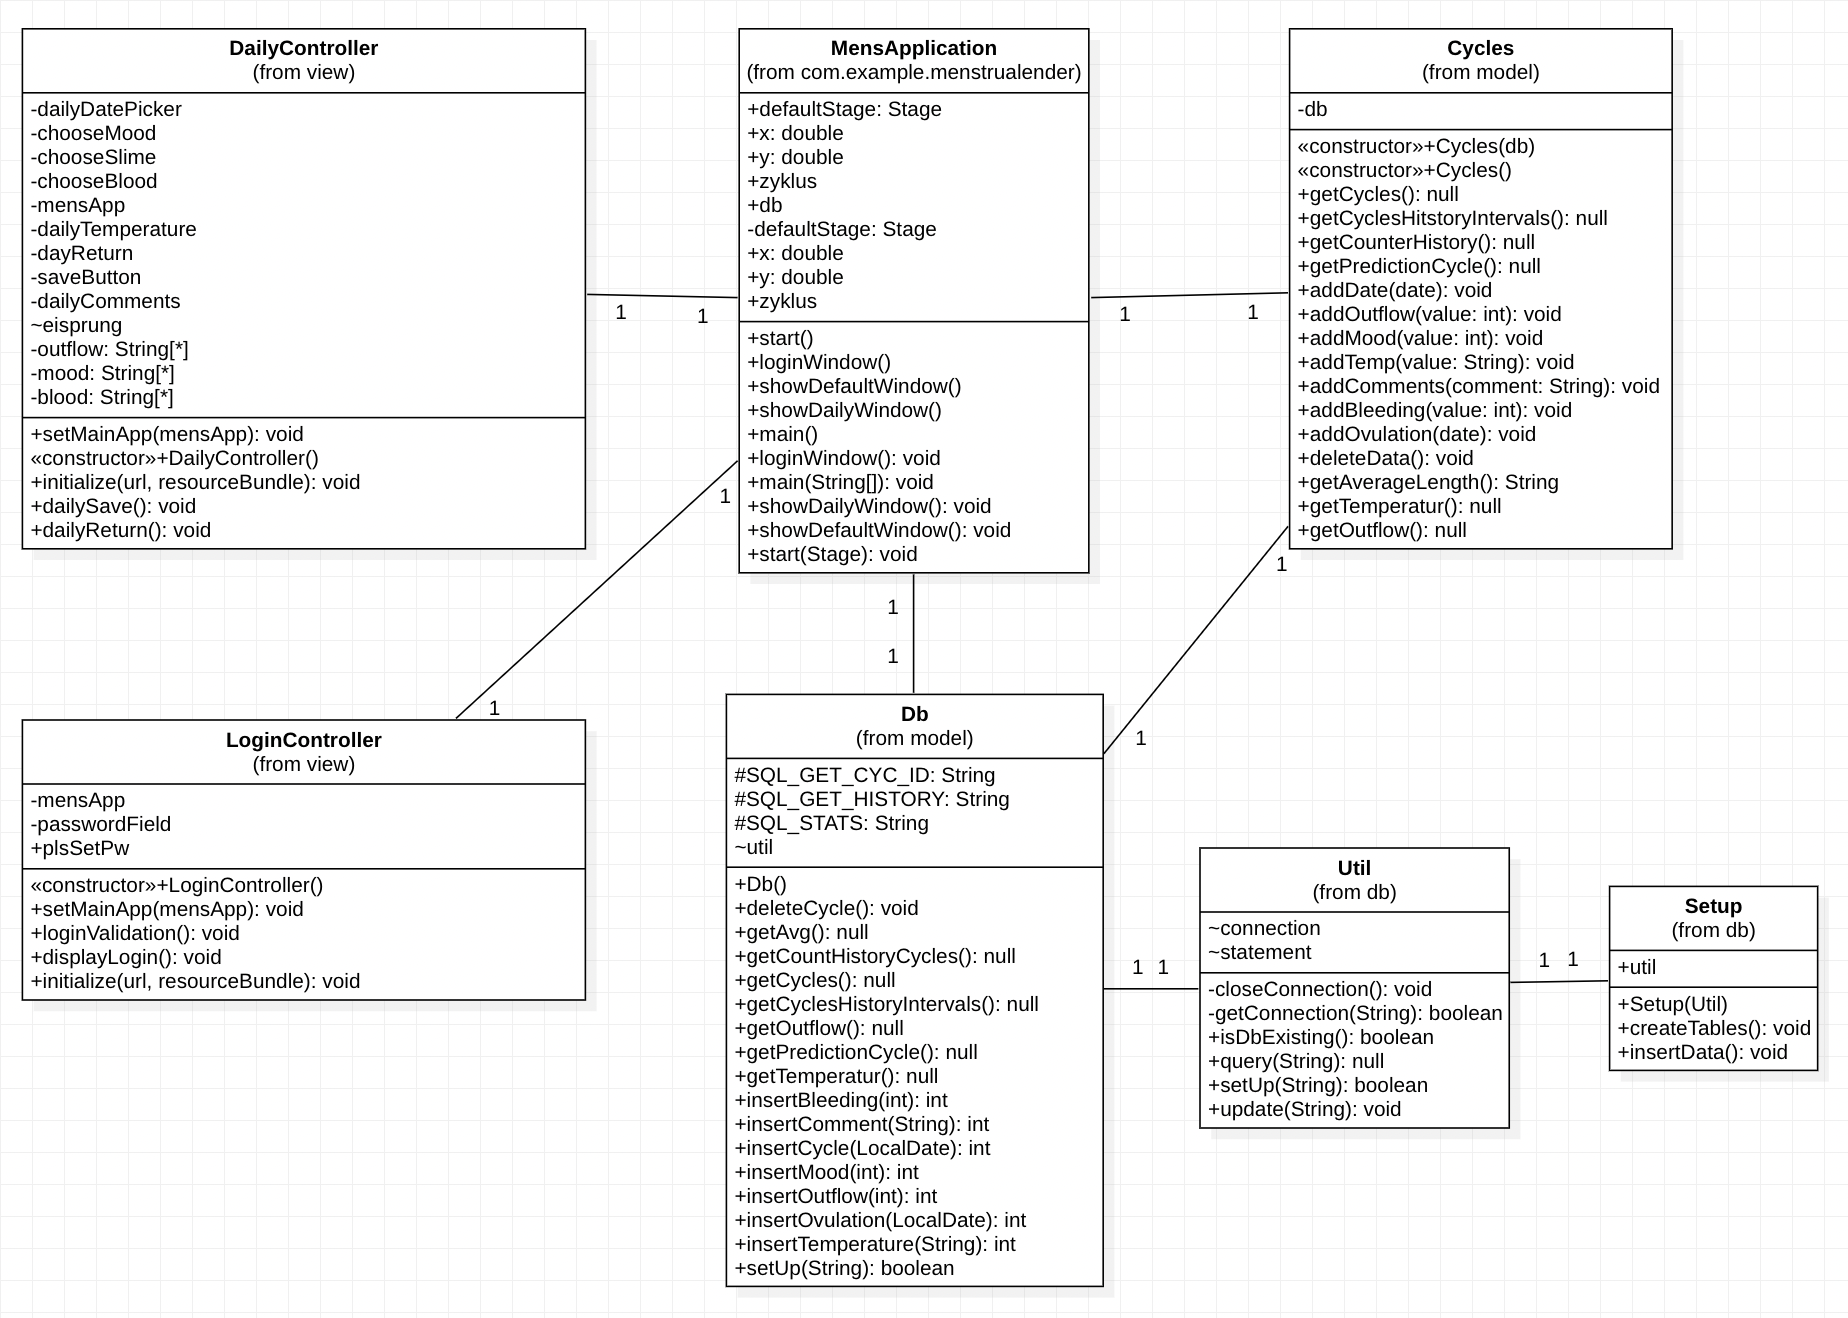 DailyController
(from view)
-dailyDatePicker
-chooseMood
-chooseSlime
-chooseBlood
-mensApp
-dailyTemperature
-dayReturn
-saveButton
-dailyComments
~eisprung
-outflow: String[*]
-mood: String[*]
-blood: String[*]
+setMainApp(mensApp): void
«constructor»+DailyController()
+initialize(url, resourceBundle): void
+dailySave(): void
+dailyReturn(): void
1
1
MensApplication
(from com.example.menstrualender)
+defaultStage: Stage
+x: double
+y: double
+zyklus
+db
-defaultStage: Stage
+x: double
+y: double
+zyklus
+start()
+loginWindow()
+showDefaultWindow()
+showDailyWindow()
+main()
+loginWindow(): void
+main(String[]): void
+showDailyWindow(): void
+showDefaultWindow(): void
+start(Stage): void
1
1
Cycles
(from model)
-db
«constructor»+Cycles(db)
«constructor»+Cycles()
+getCycles(): null
+getCyclesHitstoryIntervals(): null
+getCounterHistory(): null
+getPredictionCycle(): null
+addDate(date): void
+addOutflow(value: int): void
+addMood(value: int): void
+addTemp(value: String): void
+addComments(comment: String): void
+addBleeding(value: int): void
+addOvulation(date): void
+deleteData(): void
+getAverageLength(): String
+getTemperatur(): null
+getOutflow(): null
1
1
1
1
1
1
LoginController
(from view)
-mensApp
-passwordField
+plsSetPw
«constructor»+LoginController()
+setMainApp(mensApp): void
+loginValidation(): void
+displayLogin(): void
+initialize(url, resourceBundle): void
Db
(from model)
#SQL_GET_CYC_ID: String
#SQL_GET_HISTORY: String
#SQL_STATS: String
~util
+Db()
+deleteCycle(): void
+getAvg(): null
+getCountHistoryCycles(): null
+getCycles(): null
+getCyclesHistoryIntervals(): null
+getOutflow(): null
+getPredictionCycle(): null
+getTemperatur(): null
+insertBleeding(int): int
+insertComment(String): int
+insertCycle(LocalDate): int
+insertMood(int): int
+insertOutflow(int): int
+insertOvulation(LocalDate): int
+insertTemperature(String): int
+setUp(String): boolean
1 1
Util
(from db)
~connection
~statement
-closeConnection(): void
-getConnection(String): boolean
+isDbExisting(): boolean
+query(String): null
+setUp(String): boolean
+update(String): void
1 1
Setup
(from db)
+util
+Setup(Util)
+createTables(): void
+insertData(): void